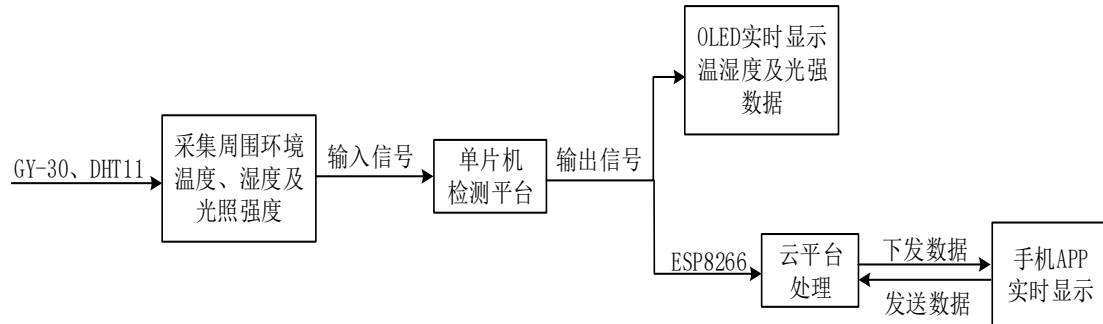 GY-30、DHT11
采集周围环境
温度、湿度及
光照强度
输入信号
单片机
检测平台
输出信号
OLED实时显示
温湿度及光强
数据
ESP8266
云平台
处理
下发数据
发送数据
手机APP
实时显示